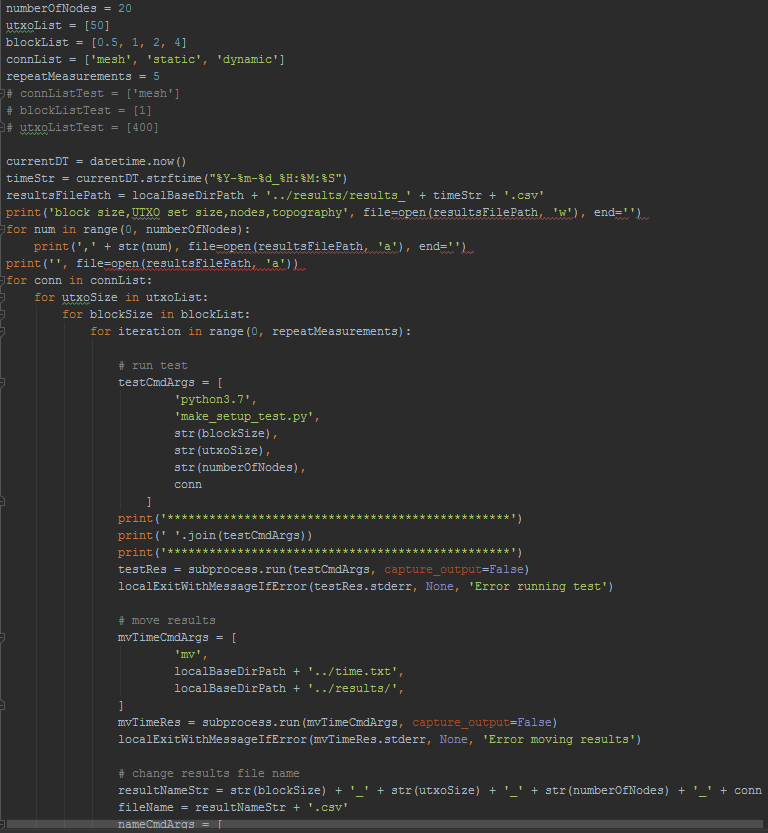 numberOfNodes = 20
utxoList = [50]
blockList = [0.5, 1, 2, 4]
connList = ['mesh', 'static', 'dynamic']
repeatMeasurements = 5
# connListTest = ['mesh']
# blockListTest = [1]
# utxoListTest = [400]
currentDT = datetime.now()
timeStr = currentDT.strftime("%Y-%m-%d_%H:%M:%S")
resultsFilePath = localBaseDirPath + '../results/results_' + timeStr + '.csv'
print('block size,UTXO set size,nodes,topography', file=open(resultsFilePath, 'w'), end='')
for num in range(0, numberOfNodes):
    print(',' + str(num), file=open(resultsFilePath, 'a'), end='')
print('', file=open(resultsFilePath, 'a'))
for conn in connList:
    for utxoSize in utxoList:
        for blockSize in blockList:
            for iteration in range(0, repeatMeasurements):
                # run test
                testCmdArgs = [
                        'python3.7',
                        'make_setup_test.py',
                        str(blockSize),
                        str(utxoSize),
                        str(numberOfNodes),
                        conn
                    ]
                print('*************************************************')
                print(' '.join(testCmdArgs))
                print('*************************************************')
                testRes = subprocess.run(testCmdArgs, capture_output=False)
                localExitWithMessageIfError(testRes.stderr, None, 'Error running test')
                # move results
                mvTimeCmdArgs = [
                        'mv',
                        localBaseDirPath + '../time.txt',
                        localBaseDirPath + '../results/',
                ]
                mvTimeRes = subprocess.run(mvTimeCmdArgs, capture_output=False)
                localExitWithMessageIfError(mvTimeRes.stderr, None, 'Error moving results')
                # change results file name
                resultNameStr = str(blockSize) + '_' + str(utxoSize) + '_' + str(numberOfNodes) + '_' + conn
                fileName = resultNameStr + '.csv'
                nameCmdArgs = [